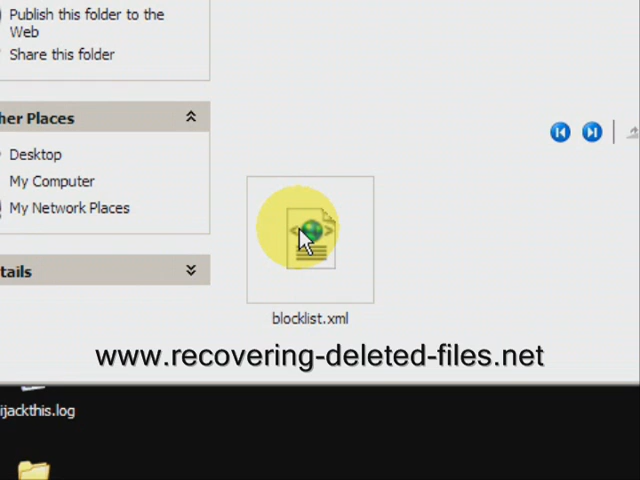 Publish this folder to the
Web
Share this folder
her Places
Desktop
My Computer
My Network Places
tails
blocklist.xml
www.recovering-deleted-files.net
ijackthis.log